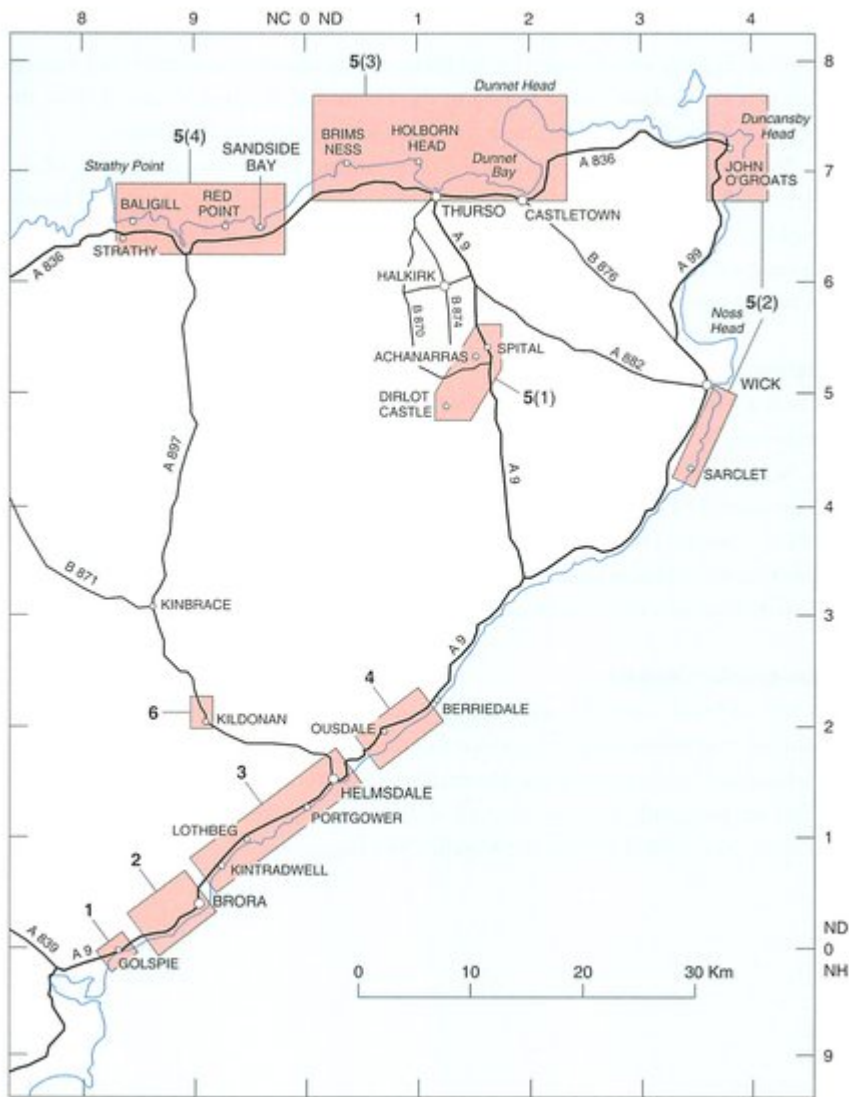 8 9 NC 0 ND 1 2 3 4
5(3)
Dunnet Head
8
5(4)
SANDSIDE
BAY
BRIMS
NESS
HOLBORN
HEAD
Duncansby
Head
Strathy Point
Dunnet
Bay
A 836
7
BALIGILL
RED
POINT
JOHN
O'GROATS
THURSO
CASTLETOWN
STRATHY
A 836
A 9
B 876
A 99
HALKIRK
6
B 870
B 874
5(2)
Noss
Head
ACHANARRAS
SPITAL
A 882
WICK
5
DIRLOT
CASTLE
5(1)
A 897
A 9
SARCLET
4
B 871
KINBRACE
3
A 9
4
6
KILDONAN
OUSDALE
BERRIEDALE
2
3
HELMSDALE
PORTGOWER
LOTHBEG
1
2
KINTRADWELL
BRORA
1
A 839
A 9
GOLSPIE
ND
0
NH
0 10 20 30 Km
9